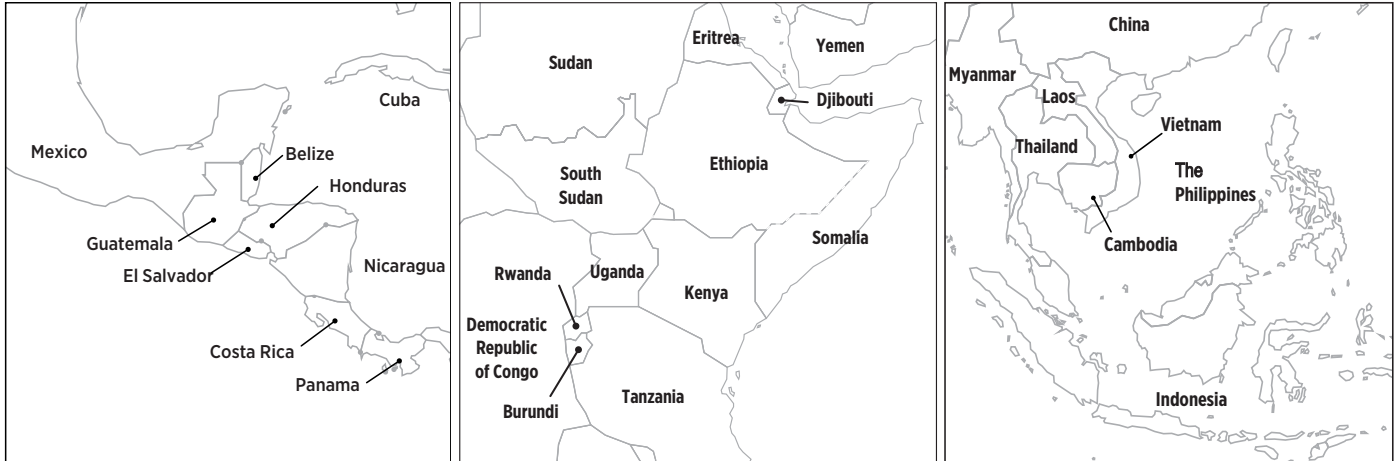 Cuba
Mexico
Belize
Honduras
Guatemala
El Salvador
Nicaragua
Costa Rica
Panama
Eritrea
Yemen
Sudan
Djibouti
Ethiopia
South
Sudan
Somalia
Rwanda
Uganda
Kenya
Democratic
Republic
of Congo
Tanzania
Burundi
China
Myanmar
Laos
Vietnam
Thailand
The
Philippines
Cambodia
Indonesia